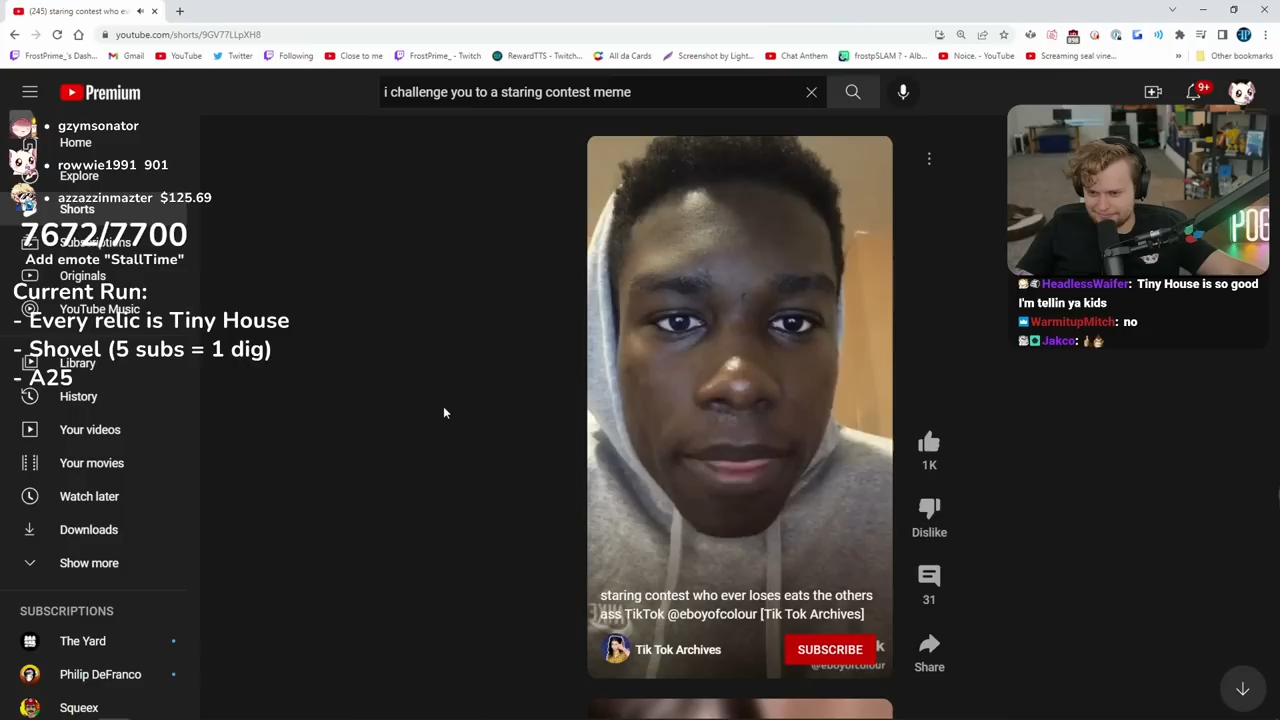 (245) staring contest who eve
youtube.com/shorts/9GV77LLpXH8
FrostPrime_'s Dash...
Gmail
YouTube
Twitter
Following
Close to me
FrostPrime_ - Twitch
RewardTTS - Twitch...
All da Cards
Screenshot by Light...
Chat Anthem
frostpSLAM ? - Alb...
Noice. - YouTube
Screaming seal vine...
»
Other bookmarks
Premium
i challenge you to a staring contest meme
9+
gzymsonator
Home
rowwie1991 901
Explore
azzazzinmaster $125.69
Shorts
7672/7700
Subscriptions
Add emote "StallTime"
Originals
Current Run:
YouTube Music
- Every relic is Tiny House
- Shovel (5 subs = 1 dig)
Library
- A25
History
Your videos
Your movies
Watch later
Downloads
Show more
SUBSCRIPTIONS
The Yard
Philip DeFranco
Squeex
staring contest who ever loses eats the others
ass TikTok @eboyofcolour [Tik Tok Archives]
Tik Tok Archives
SUBSCRIBE
@eboyofcolour
1K
Dislike
31
Share
POG
HeadlessWaifer: Tiny House is so good
I'm tellin ya kids
WarmitupMitch: no
Jakco: